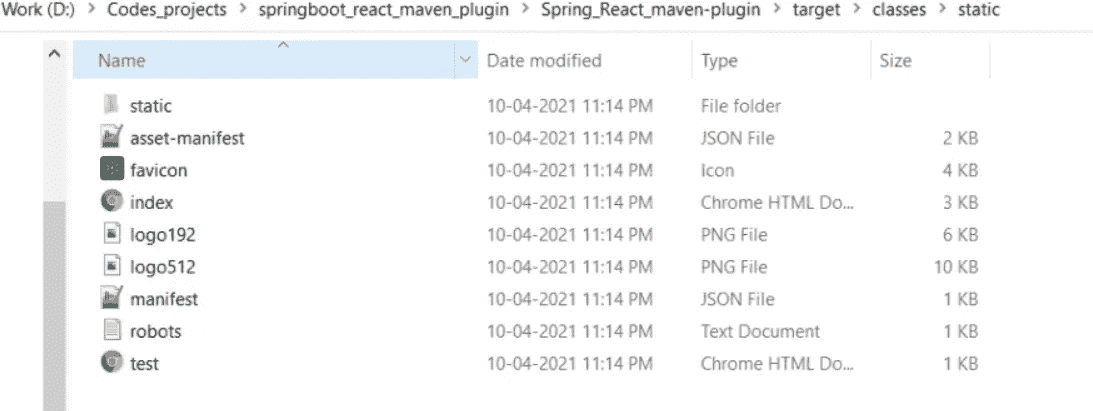 Work (D:) > Codes_projects > springboot_react_maven_plugin > Spring_React_maven-plugin > target > classes > static
Name Date modified Type Size
static 10-04-2021 11:14 PM File folder
asset-manifest 10-04-2021 11:14 PM JSON File 2 KB
favicon 10-04-2021 11:14 PM Icon 4 KB
index 10-04-2021 11:14 PM Chrome HTML Do... 3 KB
logo192 10-04-2021 11:14 PM PNG File 6 KB
logo512 10-04-2021 11:14 PM PNG File 10 KB
manifest 10-04-2021 11:14 PM JSON File 1 KB
robots 10-04-2021 11:14 PM Text Document 1 KB
test 10-04-2021 11:14 PM Chrome HTML Do... 1 KB